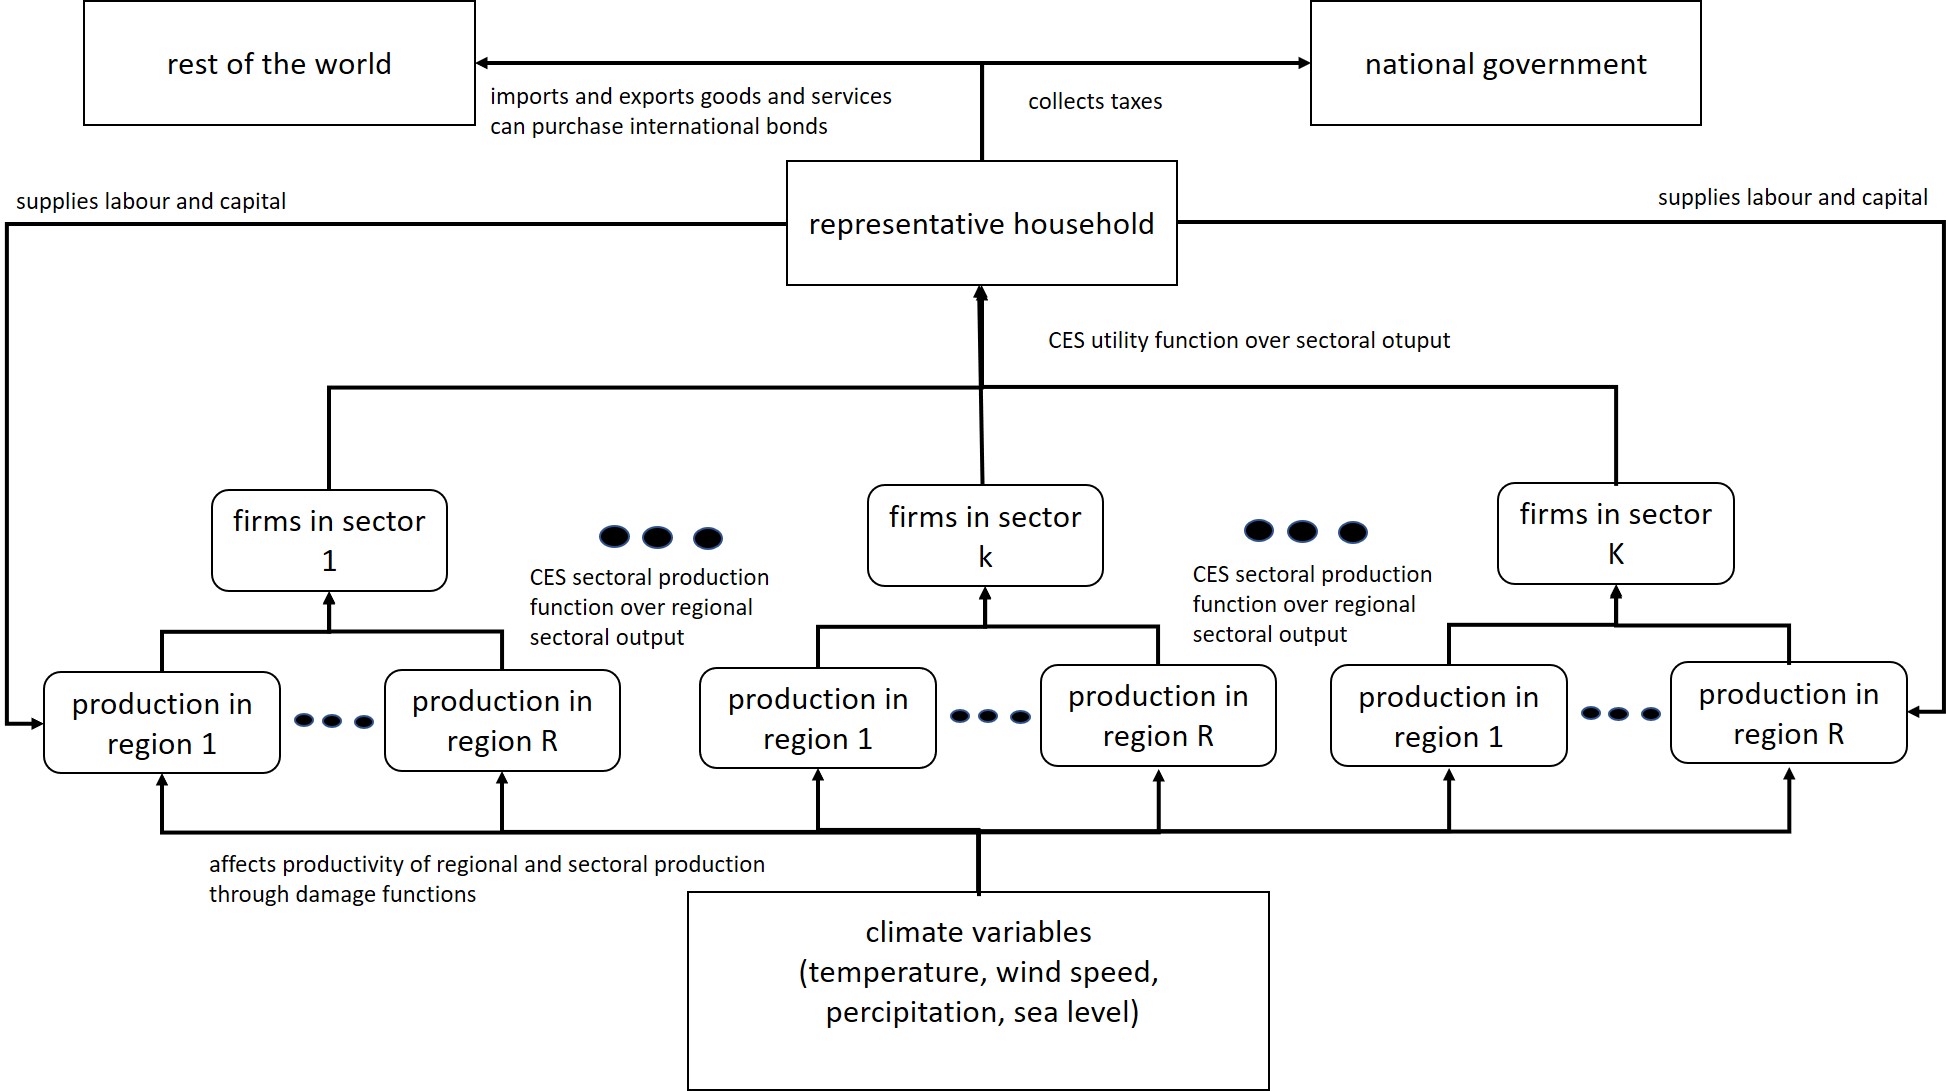 rest of the world
national government
imports and exports goods and services
can purchase international bonds
collects taxes
supplies labour and capital
representative household
supplies labour and capital
CES utility function over sectoral otuput
firms in sector
1
firms in sector
k
firms in sector
K
CES sectoral production
function over regional
sectoral output
CES sectoral production
function over regional
sectoral output
production in
region 1
production in
region R
production in
region 1
production in
region R
production in
region 1
production in
region R
affects productivity of regional and sectoral production
through damage functions
climate variables
(temperature, wind speed,
percipitation, sea level)